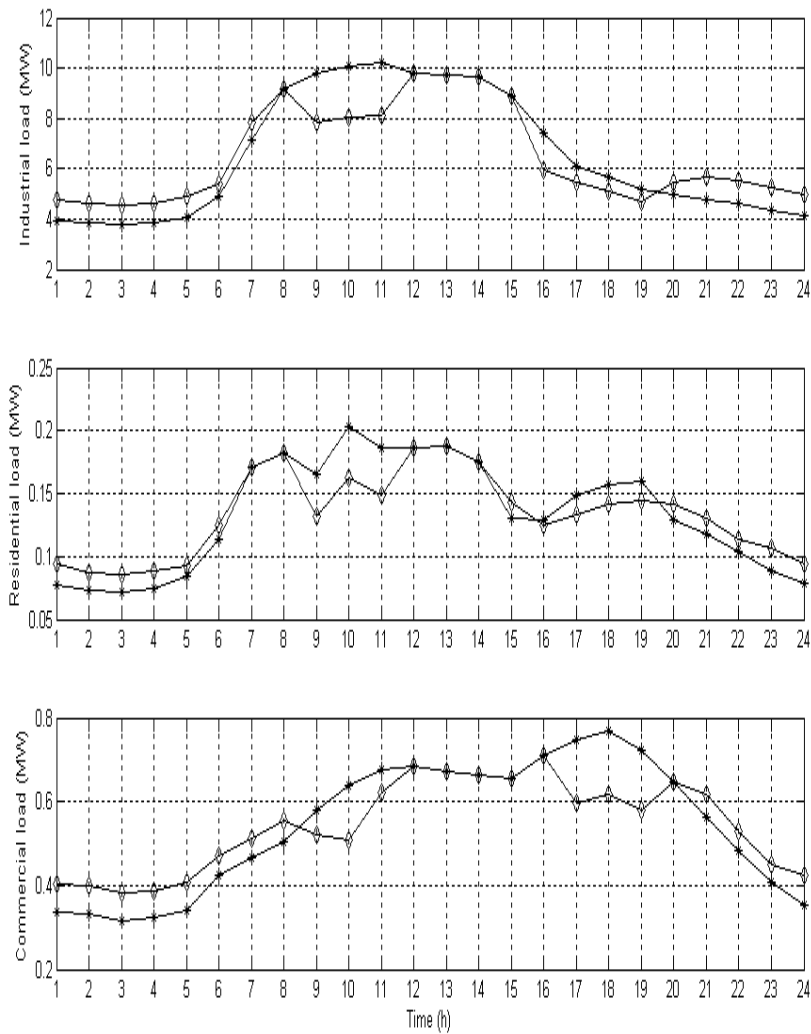 Industrial load (MW)
12
10
8
6
4
2
1 2 3 4 5 6 7 8 9 10 11 12 13 14 15 16 17 18 19 20 21 22 23 24
Residential load (MW)
0.25
0.2
0.15
0.1
0.05
1 2 3 4 5 6 7 8 9 10 11 12 13 14 15 16 17 18 19 20 21 22 23 24
Commercial load (MW)
0.8
0.6
0.4
0.2
1 2 3 4 5 6 7 8 9 10 11 12 13 14 15 16 17 18 19 20 21 22 23 24
Time (h)